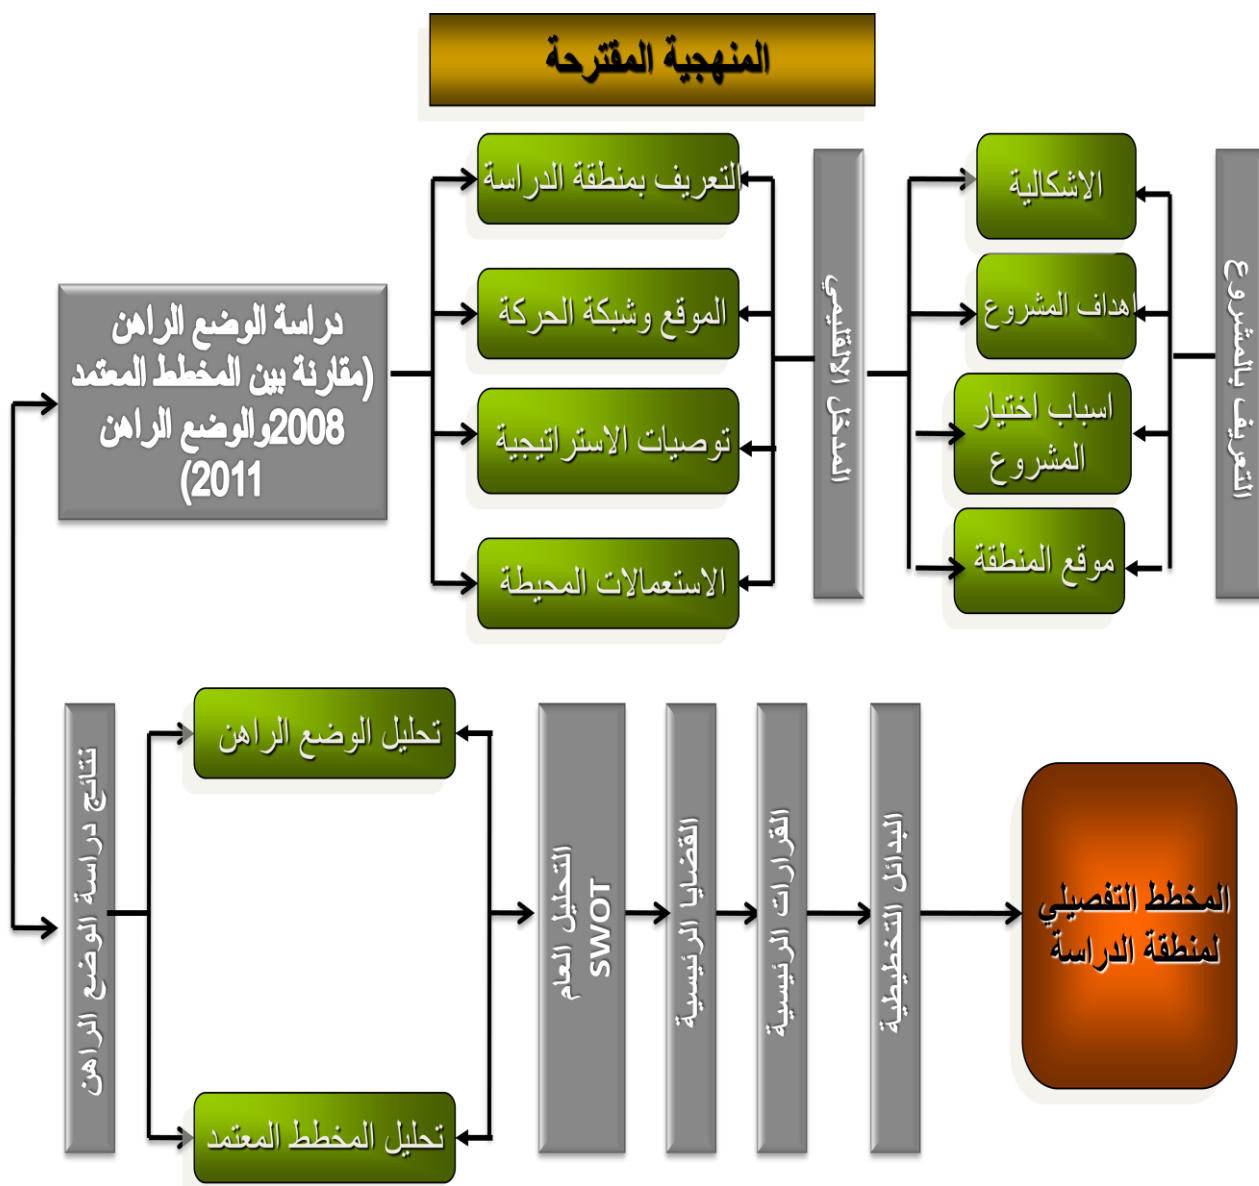 المنهجية المقترحة
التعريف بالمشروع
الاشكالية
اهداف المشروع
اسباب اختيار
المشروع
موقع المنطقة
المدخل الاقليمي
التعريف بمنطقة الدراسة
الموقع وشبكة الحركة
توصيات الاستراتيجية
الاستعمالات المحيطة
دراسة الوضع الراهن
(مقارنة بين المخطط المعتمد
2008والوضع الراهن
2011)
نتائج دراسة الوضع الراهن
تحليل الوضع الراهن
تحليل المخطط المعتمد
التحليل العام
SWOT
القضايا الرئيسية
القرارات الرئيسية
البدائل التخطيطية
المخطط التفصيلي
لمنطقة الدراسة